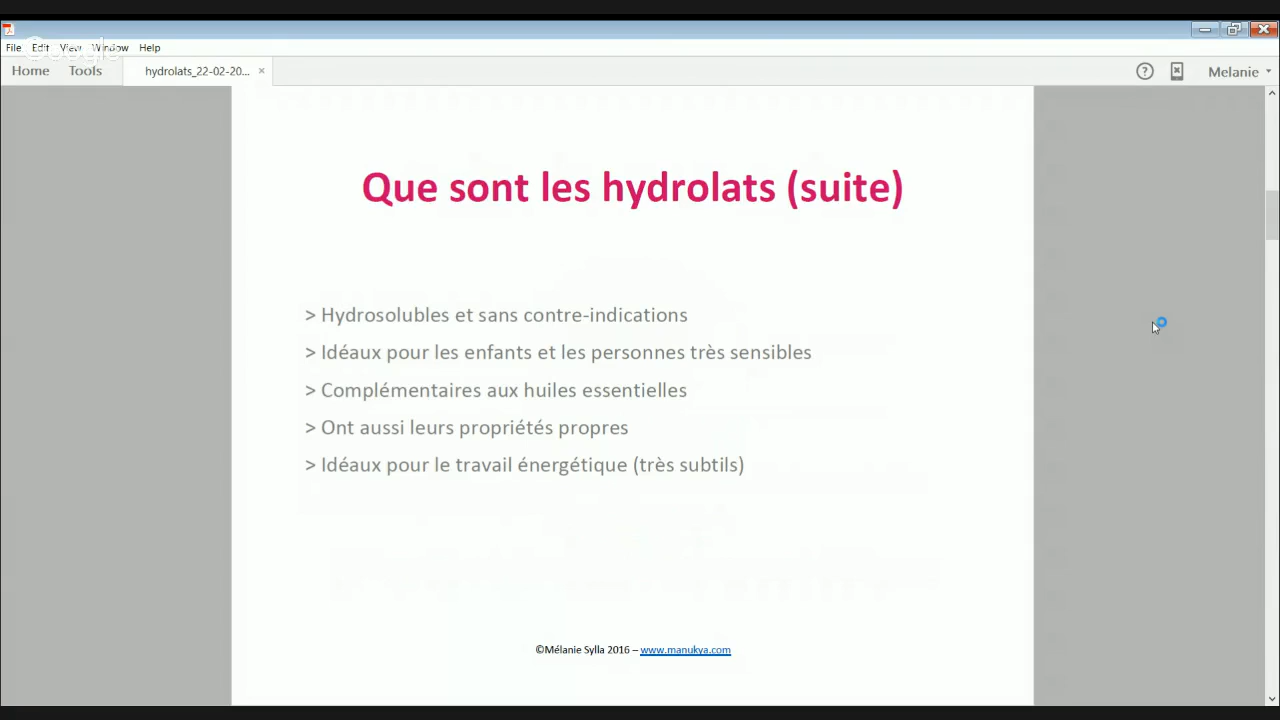 File Edit View Window Help
Google
Home Tools hydrolats_22-02-20... × ? Melanie
Que sont les hydrolats (suite)
> Hydrosolubles et sans contre-indications
> Idéaux pour les enfants et les personnes très sensibles
> Complémentaires aux huiles essentielles
> Ont aussi leurs propriétés propres
> Idéaux pour le travail énergétique (très subtils)
©Mélanie Sylla 2016 – www.manukya.com